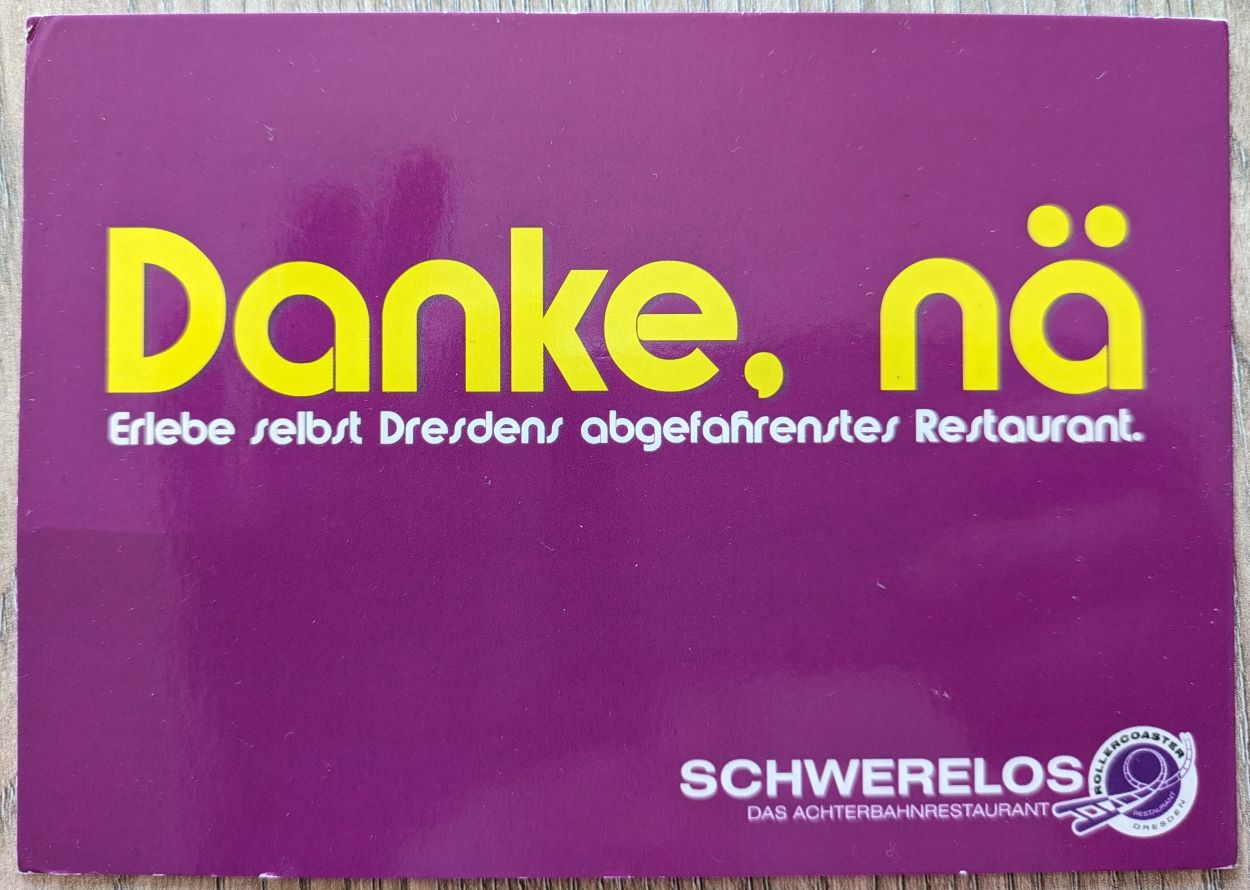 Danke, nä
Erlebe selbst Dresdens abgefahrenstes Restaurant.
SCHWERELOS
DAS ACHTERBAHNRESTAURANT
ROLLERCOASTER
RESTAURANT
DRESDEN